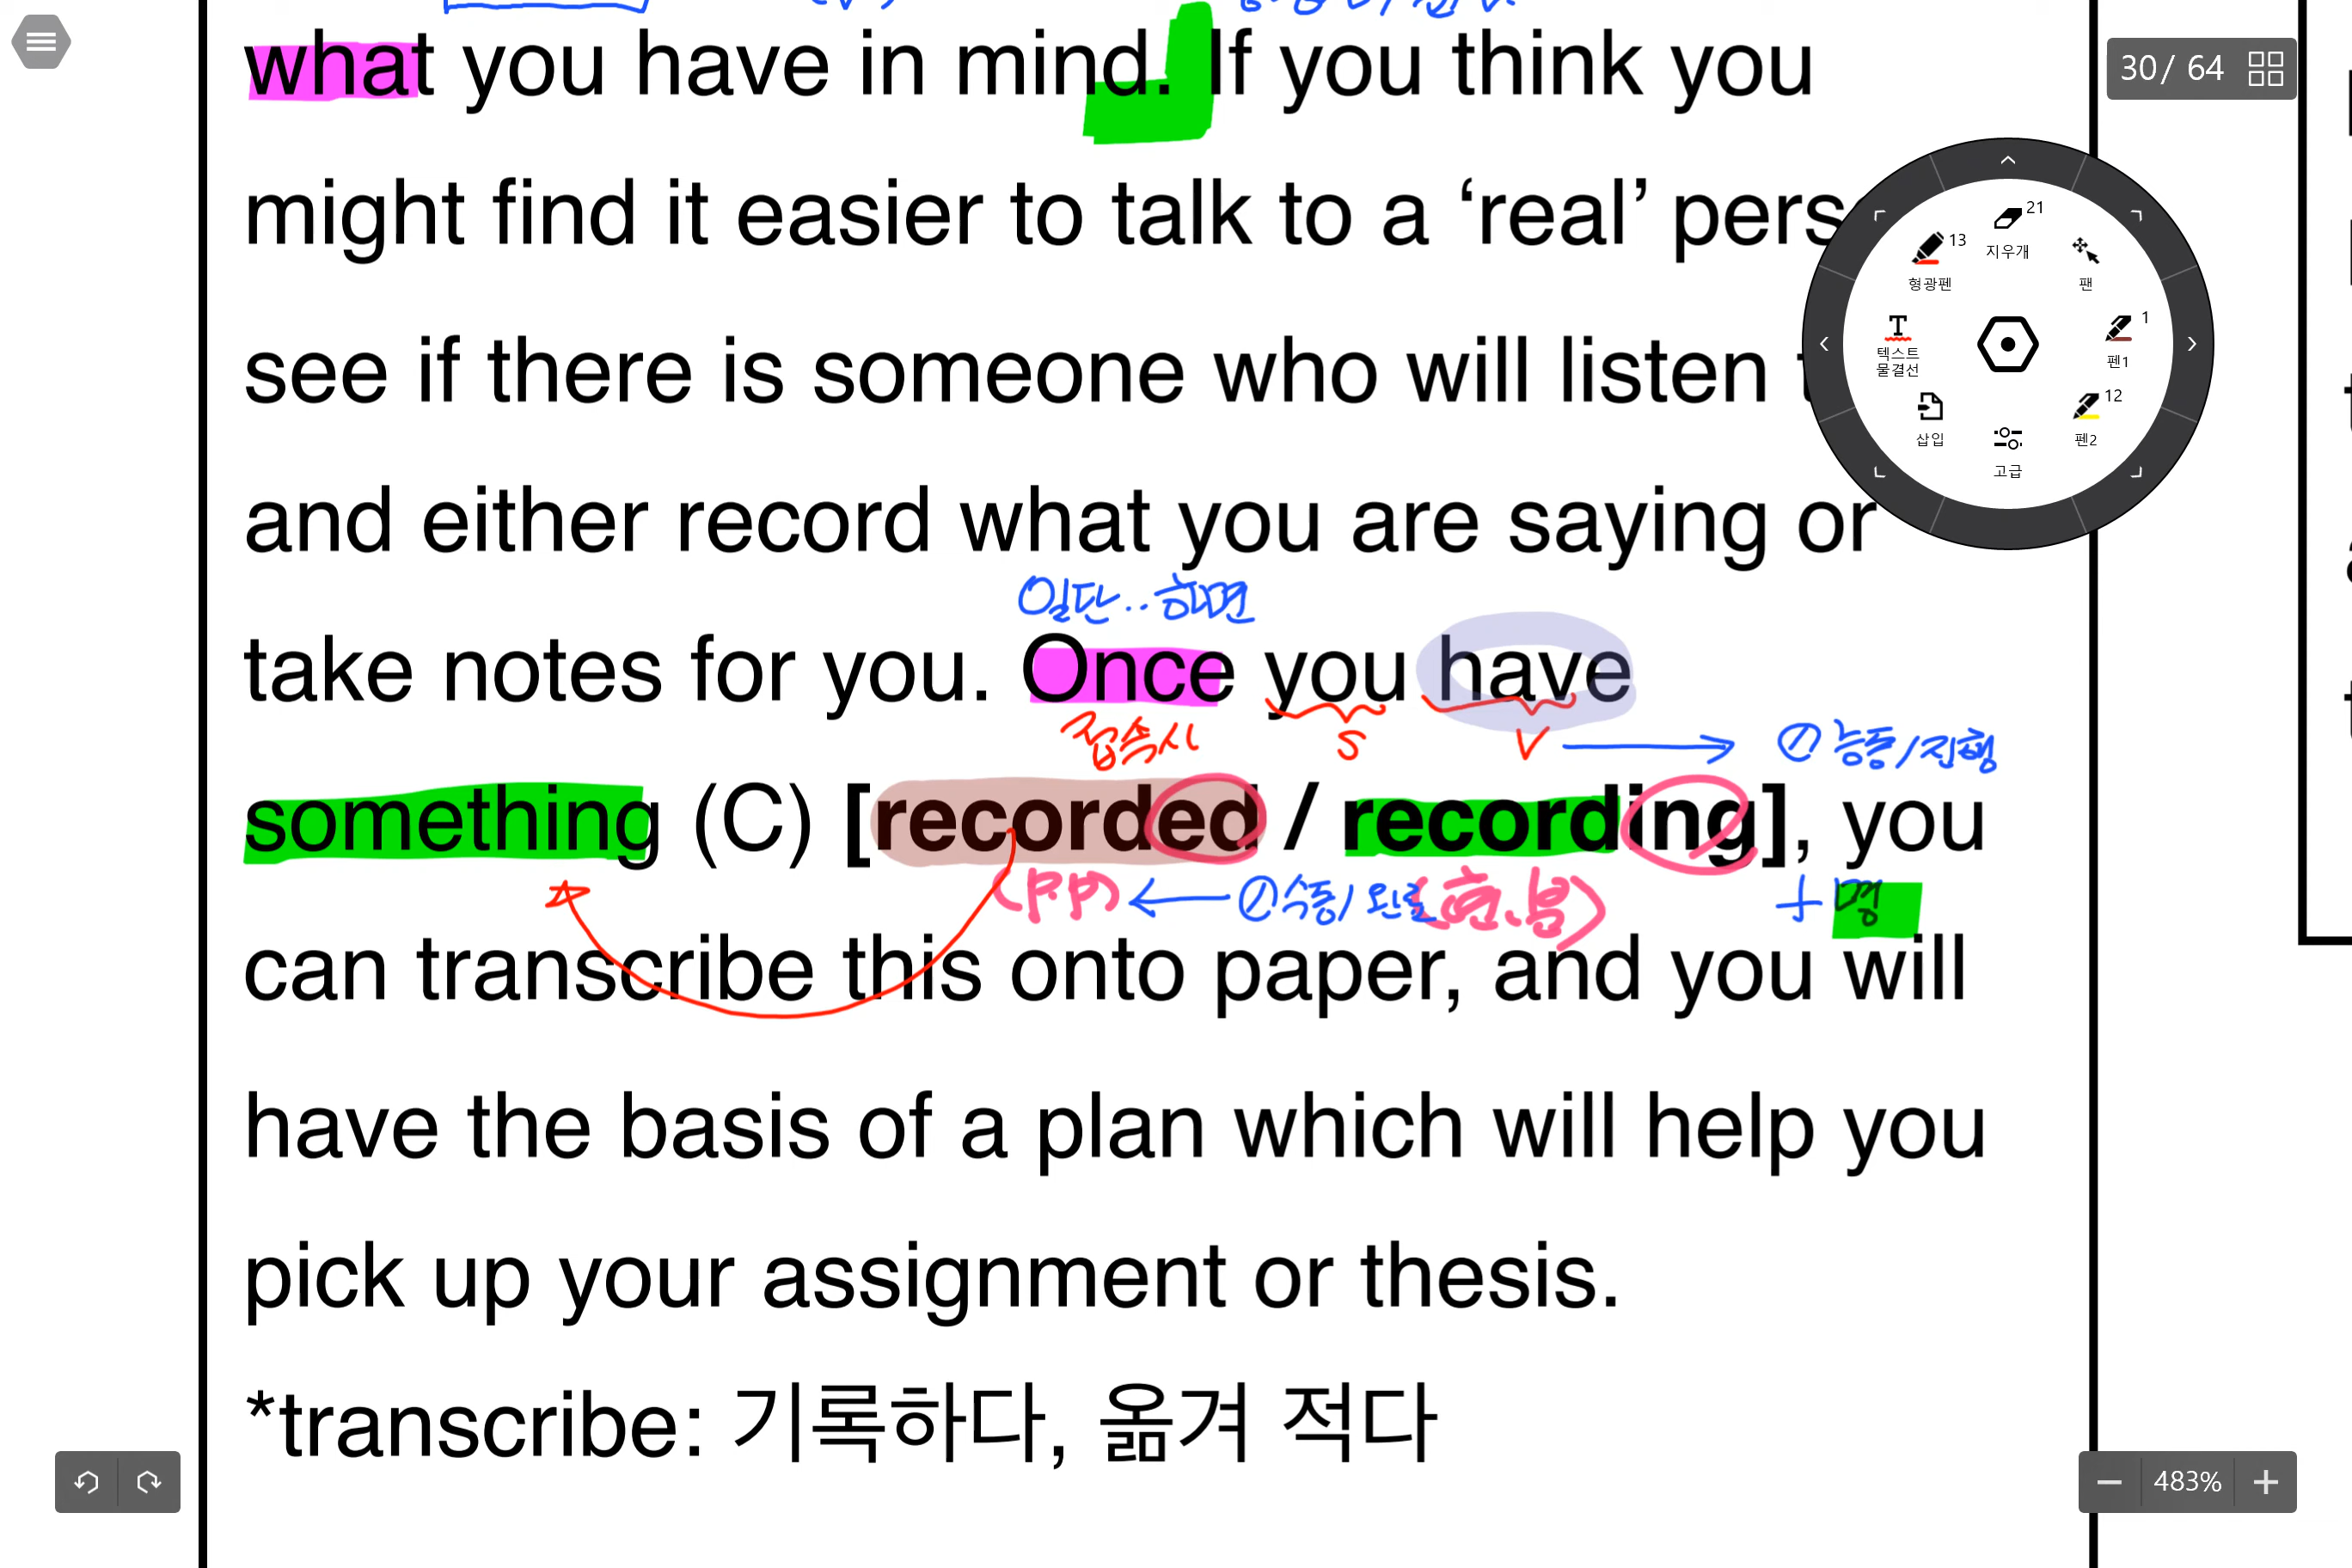 what you have in mind. If you think you
30/ 64
might find it easier to talk to a ‘real’ pers
see if there is someone who will listen
and either record what you are saying or
21
지우개
13
형광펜
팬
텍스트
물결선
1
펜1
삽입
12
펜2
고급
일단..하면
take notes for you. Once you have
접속사 S V ① 능동/진행
something (C) [recorded / recording], you
(p.p) ②수동/완료 (현.분) + 명
can transcribe this onto paper, and you will
have the basis of a plan which will help you
pick up your assignment or thesis.
*transcribe: 기록하다, 옮겨 적다
483%